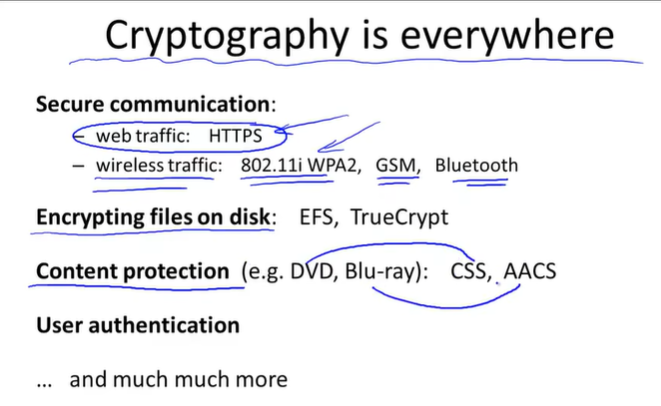 Cryptography is everywhere
Secure communication:
– web traffic: HTTPS
– wireless traffic: 802.11i WPA2, GSM, Bluetooth
Encrypting files on disk: EFS, TrueCrypt
Content protection (e.g. DVD, Blu-ray): CSS, AACS
User authentication
... and much much more